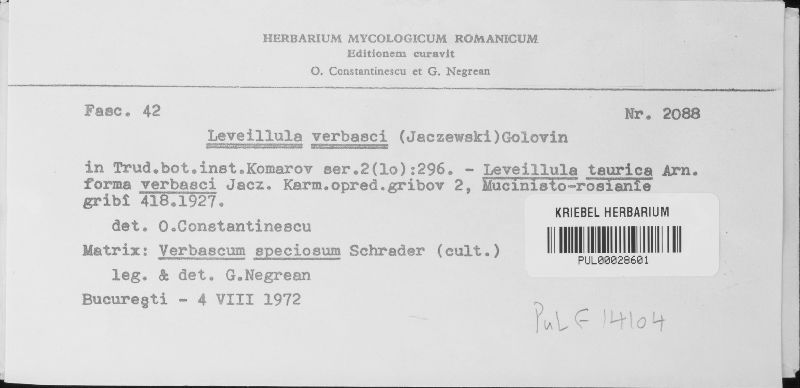 HERBARIUM MYCOLOGICUM ROMANICUM
Editionem curavit
O. Constantinescu et G. Negrean
Fasc. 42
Nr. 2088
Leveillula verbasci (Jaczewski)Golovin
in Trud.bot.inst.Komarov ser.2(lo):296. - Leveillula taurica Arn.
forma verbasci Jacz. Karm.opred.gribov 2, Mucinisto-rosianîe
gribî 418.1927.
det. O.Constantinescu
Matrix: Verbascum speciosum Schrader (cult.)
leg. & det. G.Negrean
Bucureşti - 4 VIII 1972
KRIEBEL HERBARIUM
PUL00028601
PuL F 14104